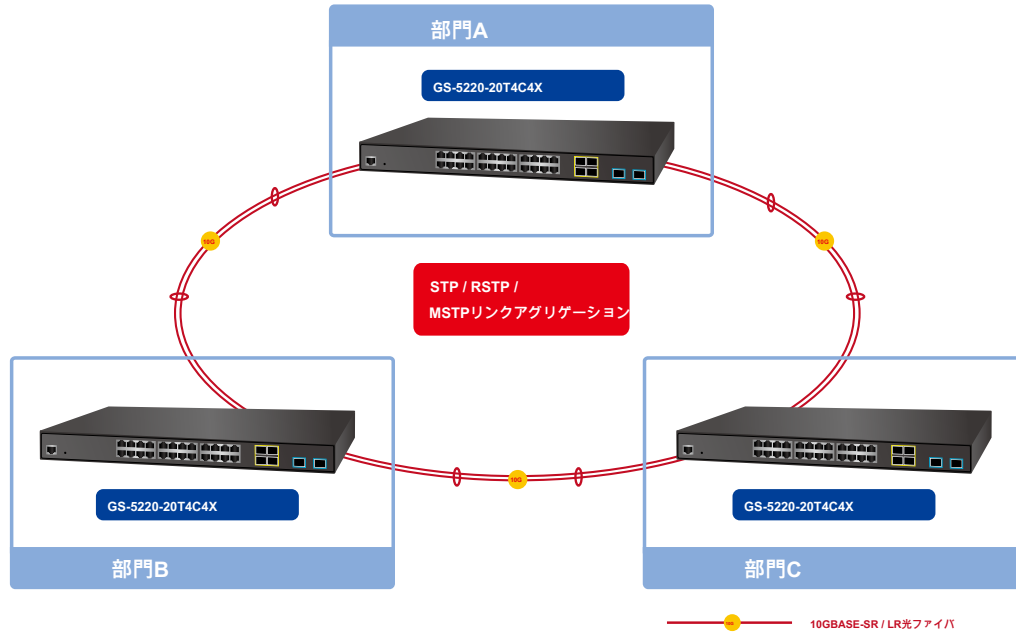 部門A
GS-5220-20T4C4X
10G
10G
STP / RSTP /
MSTPリンクアグリゲーション
10G
GS-5220-20T4C4X
GS-5220-20T4C4X
部門B
部門C
10G
10GBASE-SR / LR光ファイバ